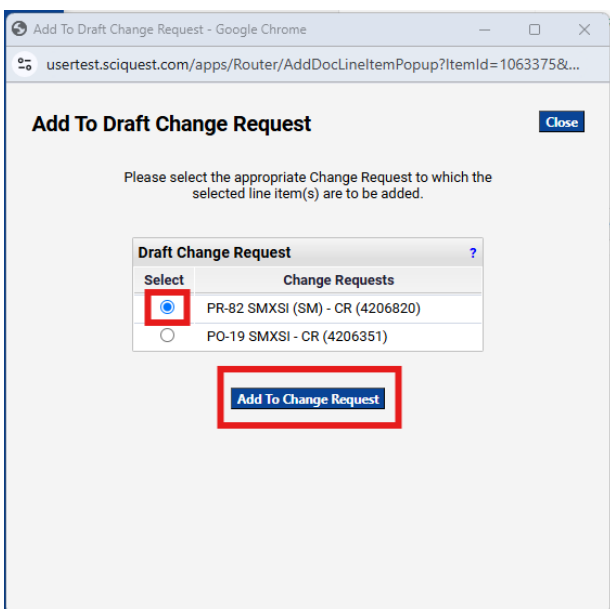 Add To Draft Change Request - Google Chrome
usertest.sciquest.com/apps/Router/AddDocLineItemPopup?ItemId=1063375&...
Add To Draft Change Request
Close
Please select the appropriate Change Request to which the
selected line item(s) are to be added.
Draft Change Request ?
Select Change Requests
PR-82 SMXSI (SM) - CR (4206820)
PO-19 SMXSI - CR (4206351)
Add To Change Request